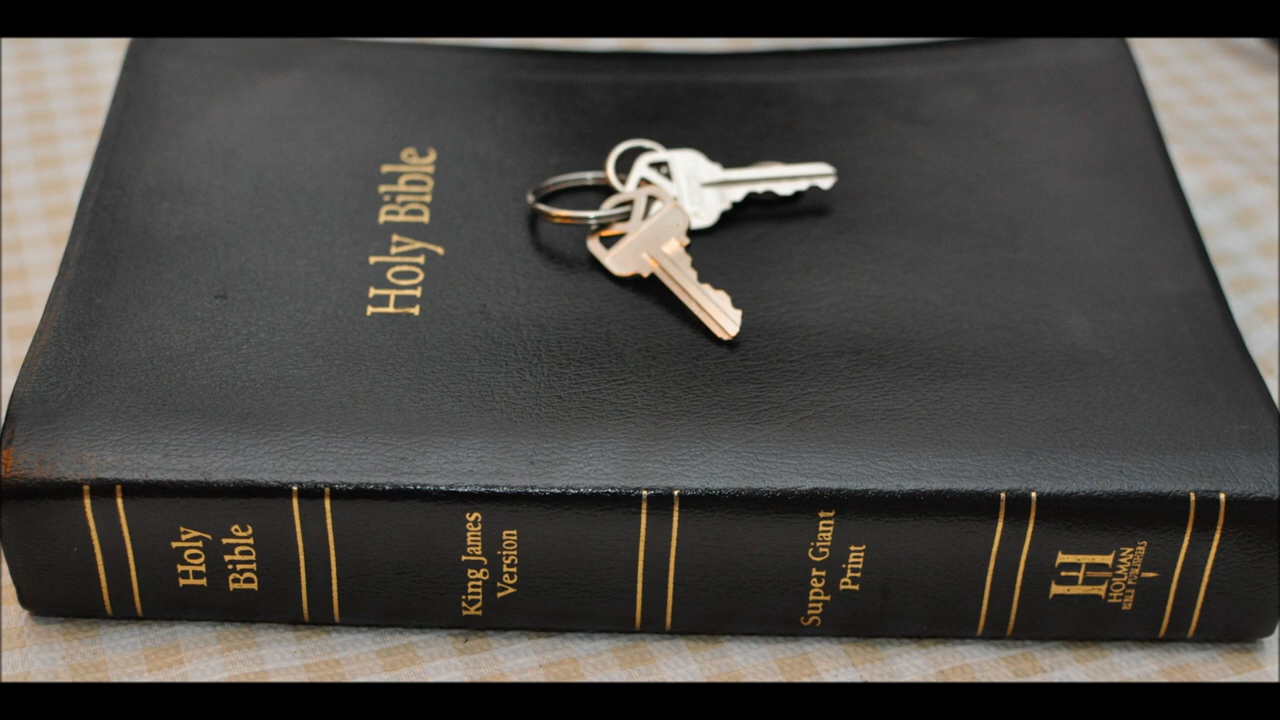 Holy Bible
Holy
Bible
King James
Version
Super Giant
Print
HOLMAN
BIBLE PUBLISHERS